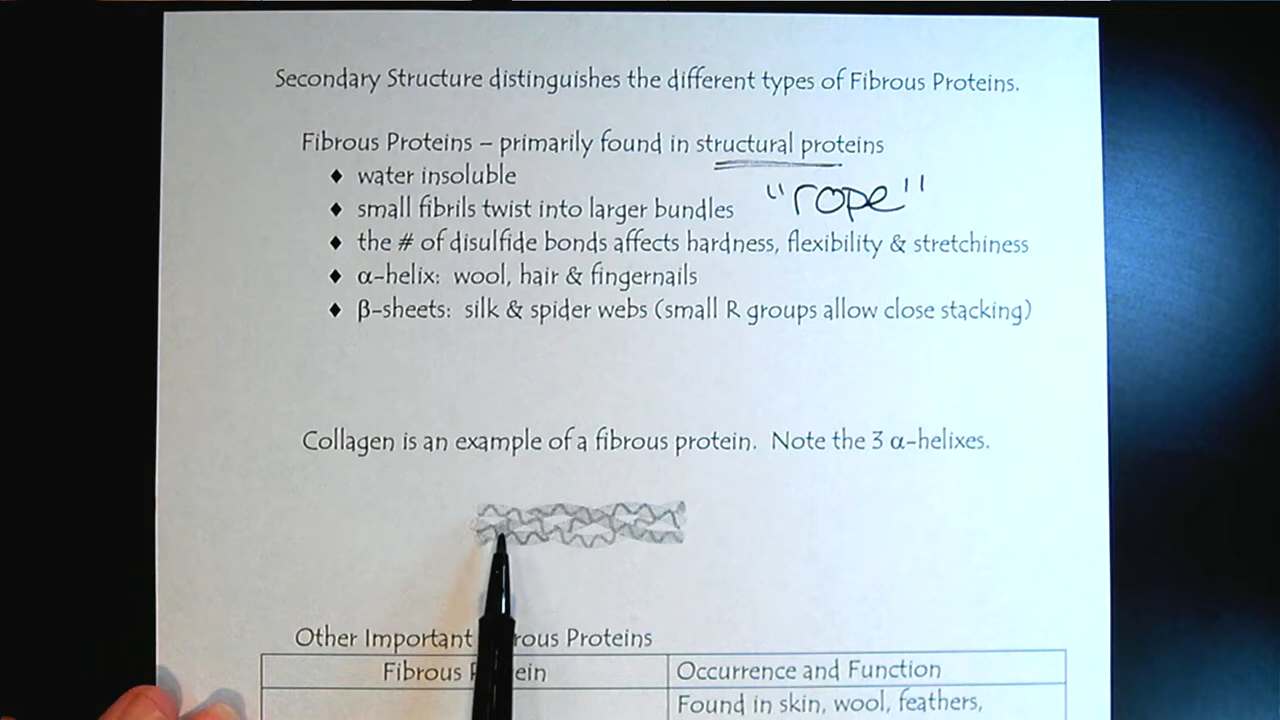 Secondary Structure distinguishes the different types of Fibrous Proteins.
Fibrous Proteins – primarily found in structural proteins
♦ water insoluble
♦ small fibrils twist into larger bundles "rope"
♦ the # of disulfide bonds affects hardness, flexibility & stretchiness
♦ α-helix: wool, hair & fingernails
♦ β-sheets: silk & spider webs (small R groups allow close stacking)
Collagen is an example of a fibrous protein. Note the 3 α-helixes.
Other Important Proteins
Fibrous
Occurrence and Function
Found in skin, wool, feathers,